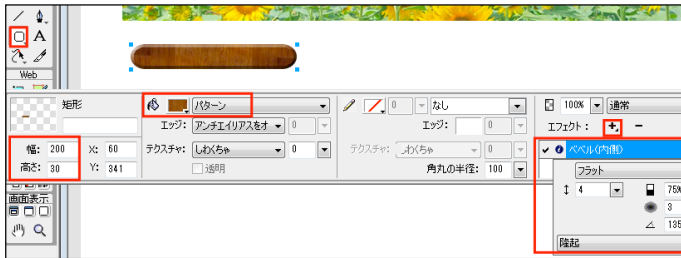 A
Web
矩形
幅: 200 X: 60
高さ: 30 Y: 341
画面表示
パターン
エッジ: アンチエイリアスをオ 0
テクスチャ: しわくちゃ 0
透明
0 なし
エッジ: 0
テクスチャ: しわくちゃ 0
角丸の半径: 100
100% 通常
エフェクト: + -
ベベル(内側)
フラット
4 75%
3
135
隆起